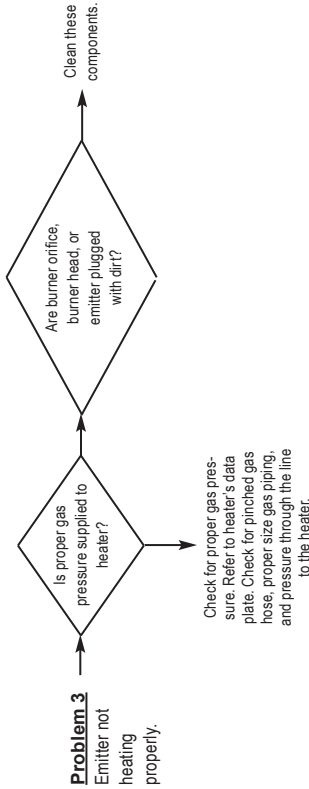 Problem 3
Emitter not
heating
properly.
Is proper gas
pressure supplied to
heater?
Check for proper gas pres-
sure. Refer to heater's data
plate. Check for pinched gas
hose, proper size gas piping,
and pressure through the line
to the heater.
Are burner orifice,
burner head, or
emitter plugged
with dirt?
Clean these
components.